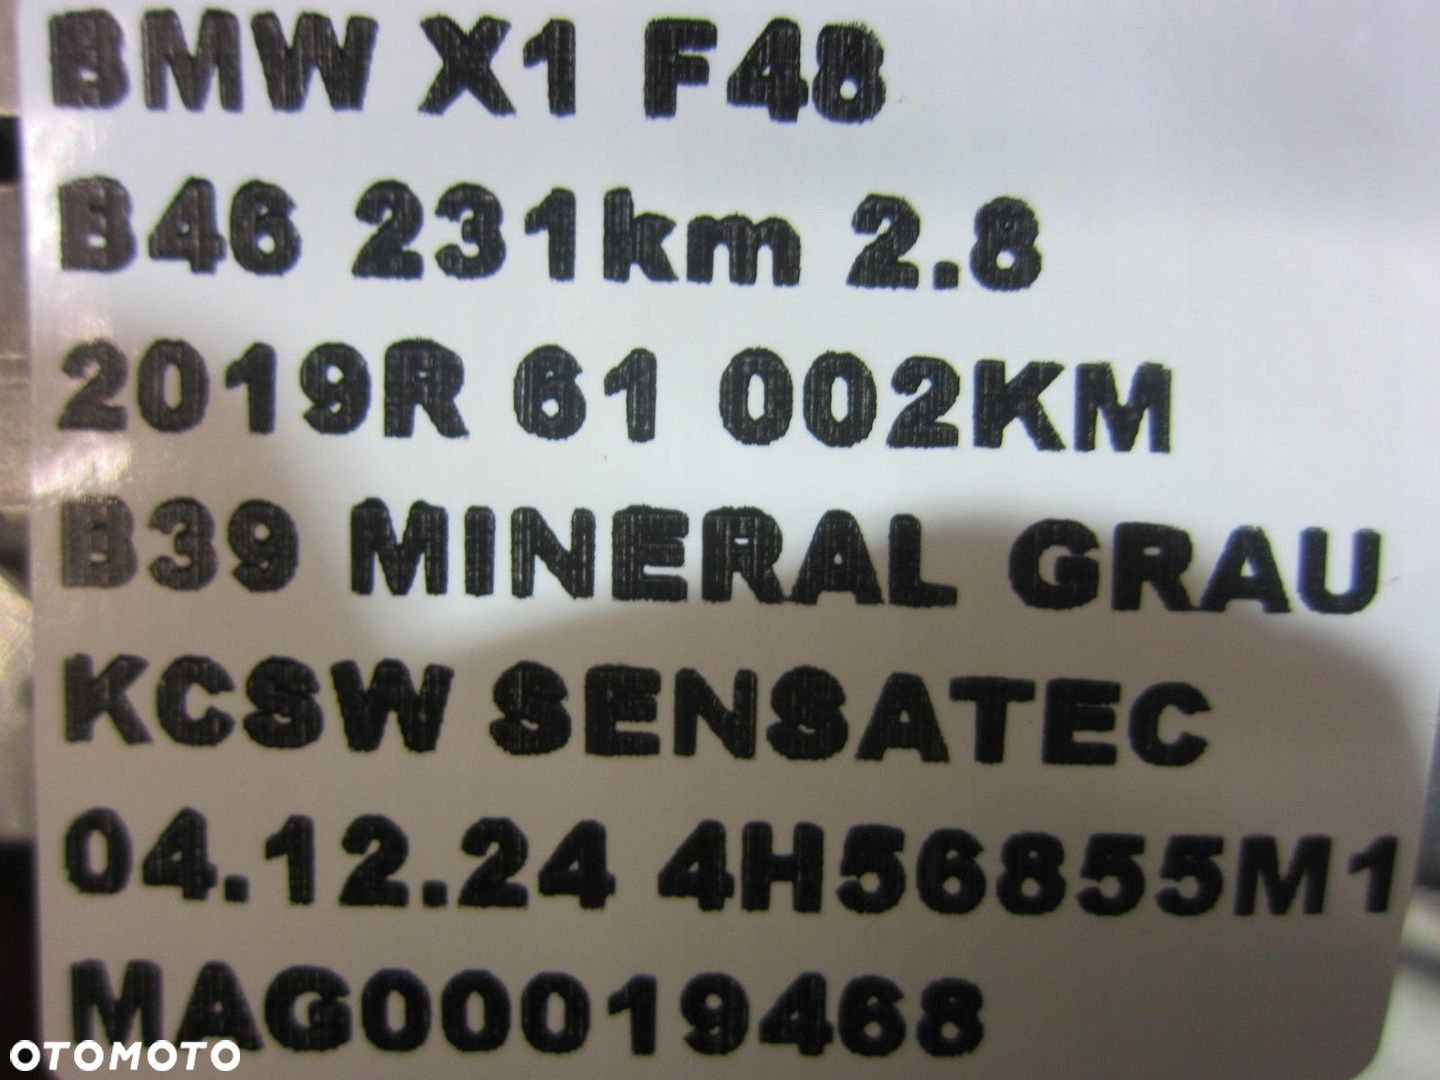 BMW X1 F48
B46 231km 2.8
2019R 61 002KM
B39 MINERAL GRAU
KCSW SENSATEC
04.12.24 4H56855M1
MAG00019468
OTOMOTO